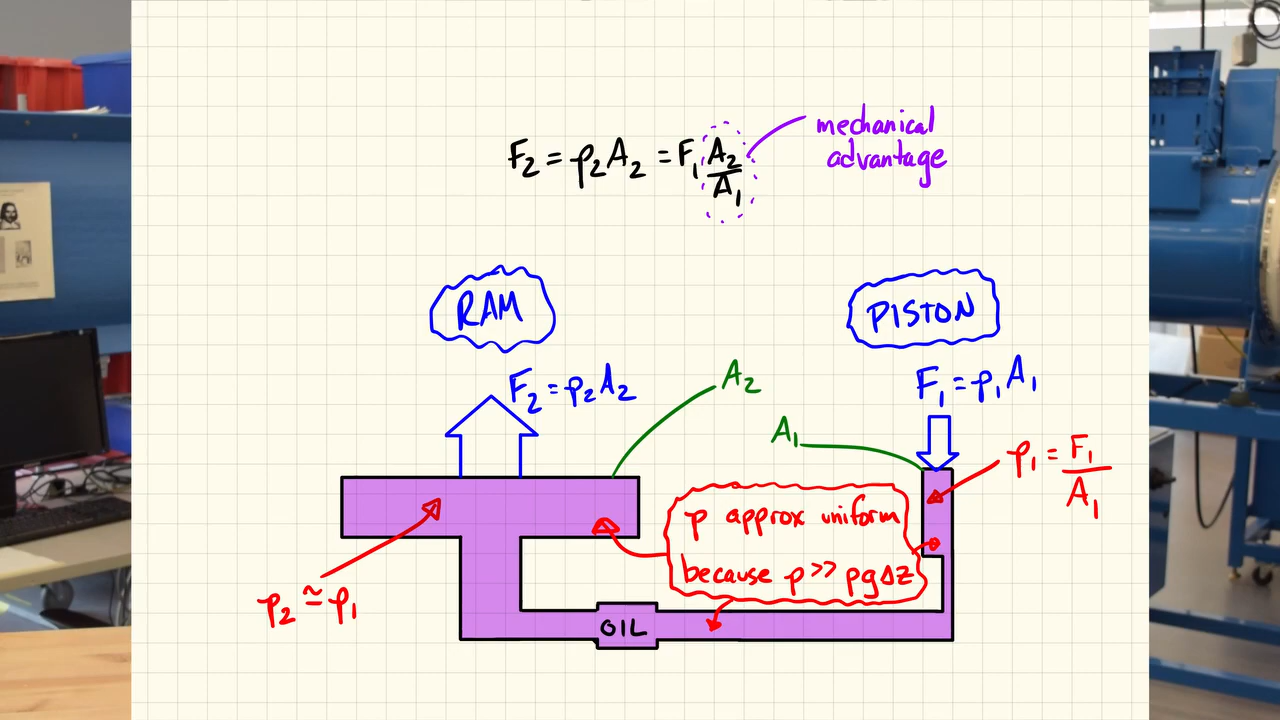 F₂ = p₂A₂ = F₁ A₂/A₁
mechanical
advantage
RAM
PISTON
F₂ = p₂A₂
A₂
F₁ = p₁A₁
A₁
p₁ = F₁/A₁
p approx uniform
because p >> ρgΔz
p₂ ≃ p₁
OIL